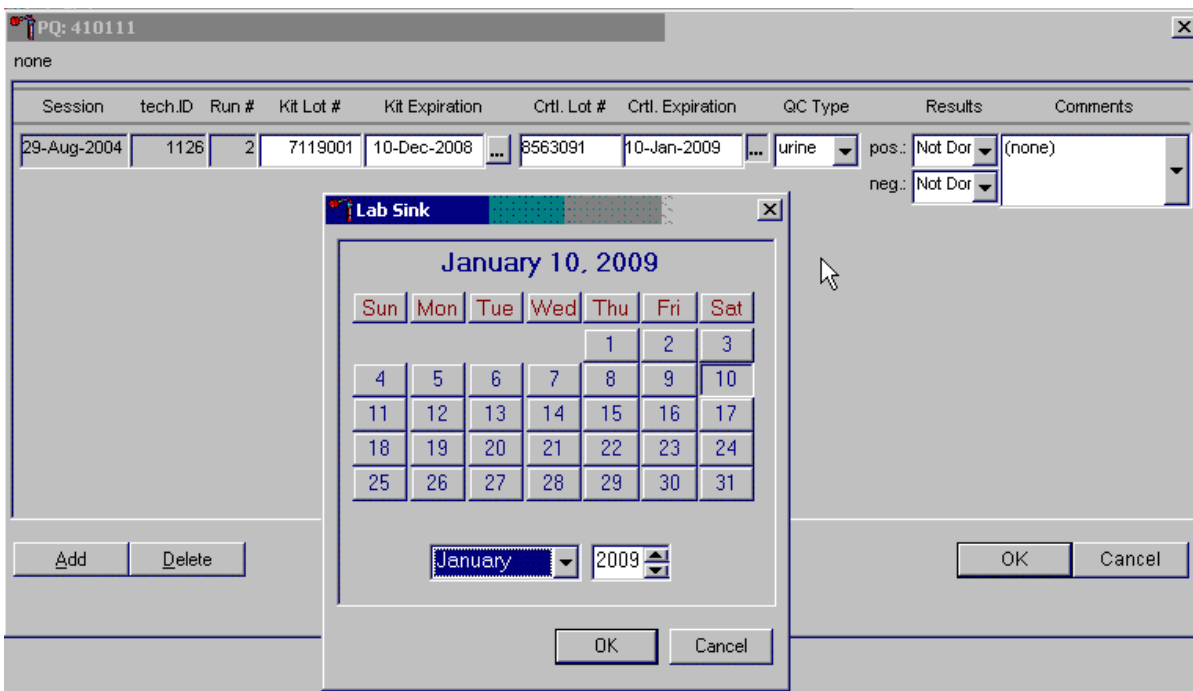 PQ: 410111
none
Session tech.ID Run # Kit Lot # Kit Expiration Crtl. Lot # Crtl. Expiration QC Type Results Comments
29-Aug-2004 1126 2 7119001 10-Dec-2008 ... 8563091 10-Jan-2009 ... urine pos.: Not Dor (none)
neg.: Not Dor
Lab Sink
January 10, 2009
Sun Mon Tue Wed Thu Fri Sat
1 2 3
4 5 6 7 8 9 10
11 12 13 14 15 16 17
18 19 20 21 22 23 24
25 26 27 28 29 30 31
January 2009
Add Delete OK Cancel
OK Cancel